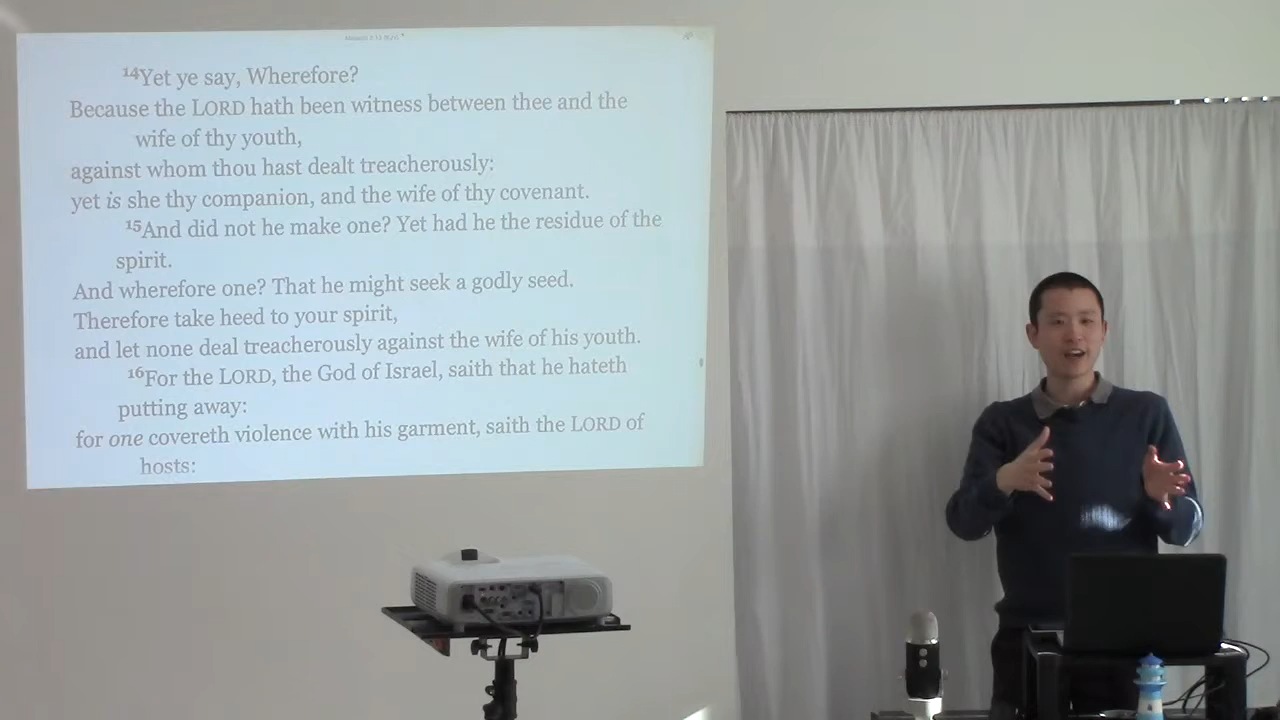 14Yet ye say, Wherefore?
Because the LORD hath been witness between thee and the
wife of thy youth,
against whom thou hast dealt treacherously:
yet is she thy companion, and the wife of thy covenant.
15And did not he make one? Yet had he the residue of the
spirit.
And wherefore one? That he might seek a godly seed.
Therefore take heed to your spirit,
and let none deal treacherously against the wife of his youth.
16For the LORD, the God of Israel, saith that he hateth
putting away:
for one covereth violence with his garment, saith the LORD of
hosts: